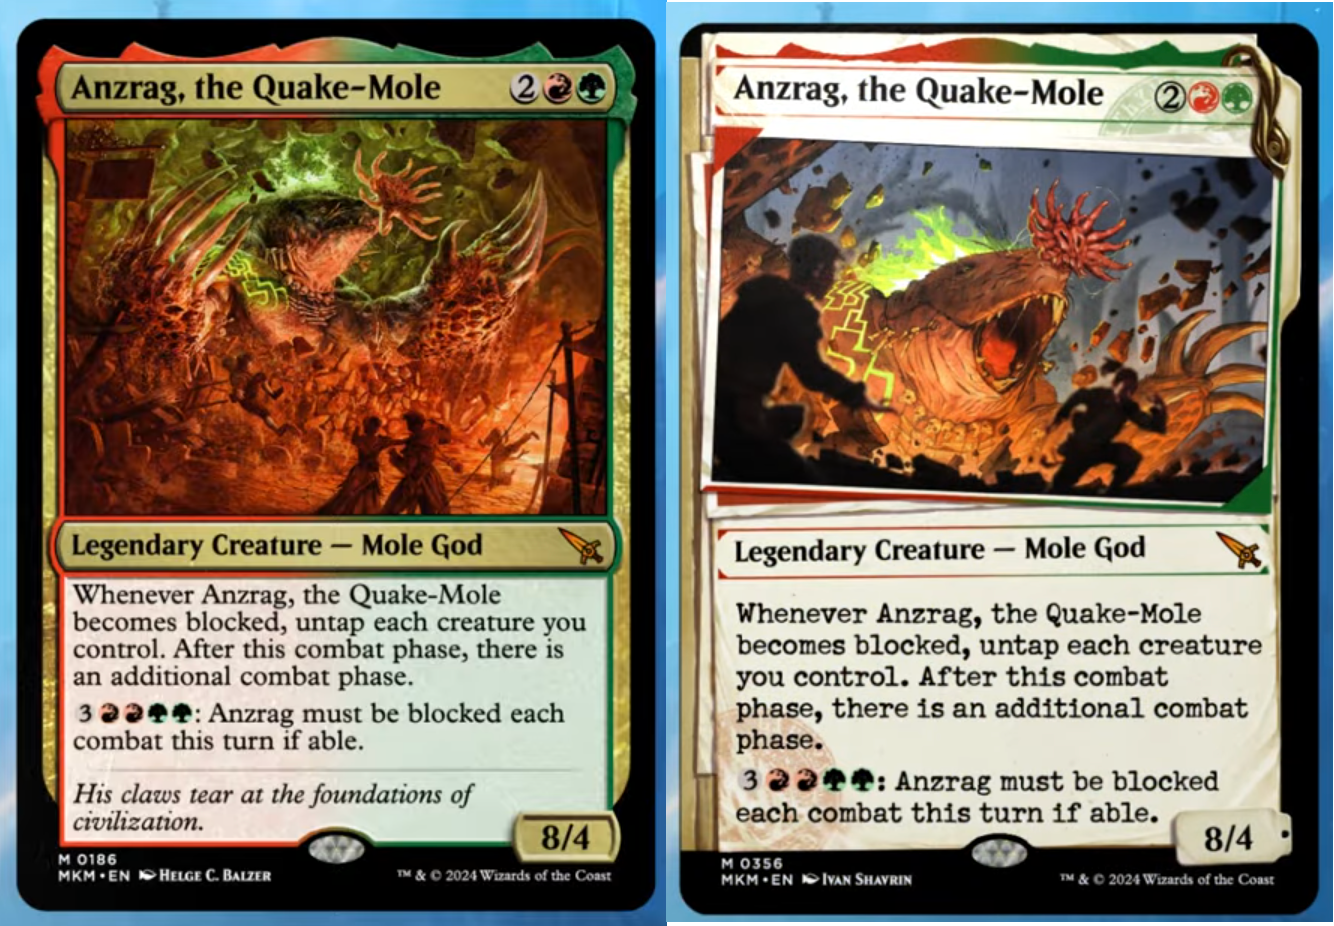 Anzrag, the Quake-Mole 2
Legendary Creature — Mole God
Whenever Anzrag, the Quake-Mole
becomes blocked, untap each creature you
control. After this combat phase, there is
an additional combat phase.
3: Anzrag must be blocked each
combat this turn if able.
His claws tear at the foundations of
civilization.
8/4
M 0186
MKM • EN HELGE C. BALZER
™ & © 2024 Wizards of the Coast
Anzrag, the Quake-Mole 2
Legendary Creature — Mole God
Whenever Anzrag, the Quake-Mole
becomes blocked, untap each creature
you control. After this combat
phase, there is an additional combat
phase.
3: Anzrag must be blocked
each combat this turn if able.
8/4
M 0356
MKM • EN IVAN SHAVRIN
™ & © 2024 Wizards of the Coast